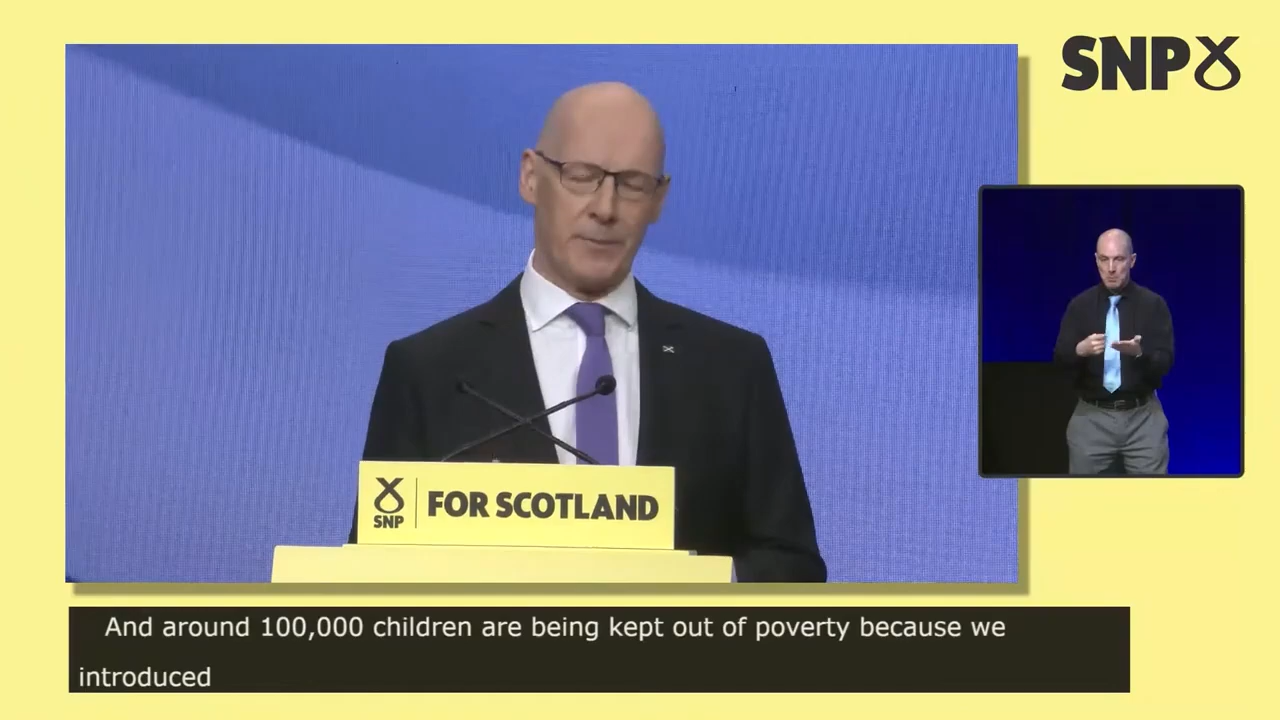 SNP
SNP
FOR SCOTLAND
And around 100,000 children are being kept out of poverty because we
introduced